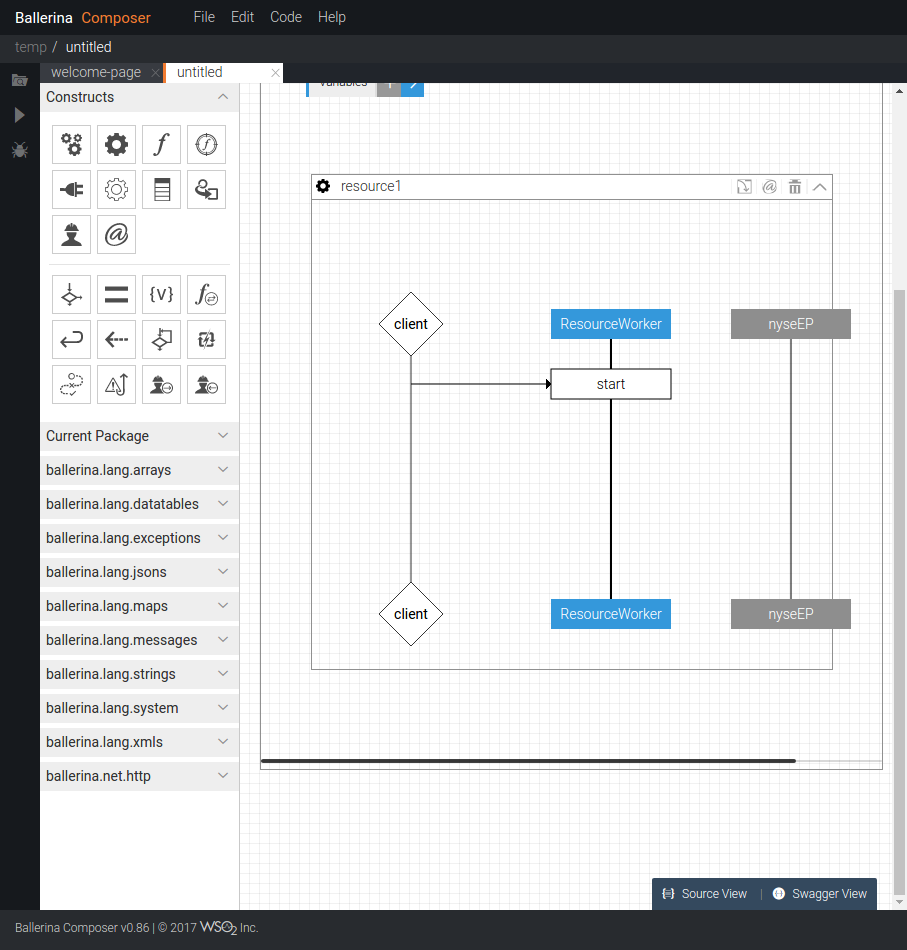 Ballerina Composer File Edit Code Help
temp / untitled
welcome-page untitled
Constructs
Variables
resource1
{v}
client ResourceWorker nyseEP
start
Current Package
ballerina.lang.arrays
ballerina.lang.datatables
ballerina.lang.exceptions
ballerina.lang.jsons
ballerina.lang.maps
client ResourceWorker nyseEP
ballerina.lang.messages
ballerina.lang.strings
ballerina.lang.system
ballerina.lang.xmls
ballerina.net.http
Source View | Swagger View
Ballerina Composer v0.86 | © 2017 WSO2 Inc.